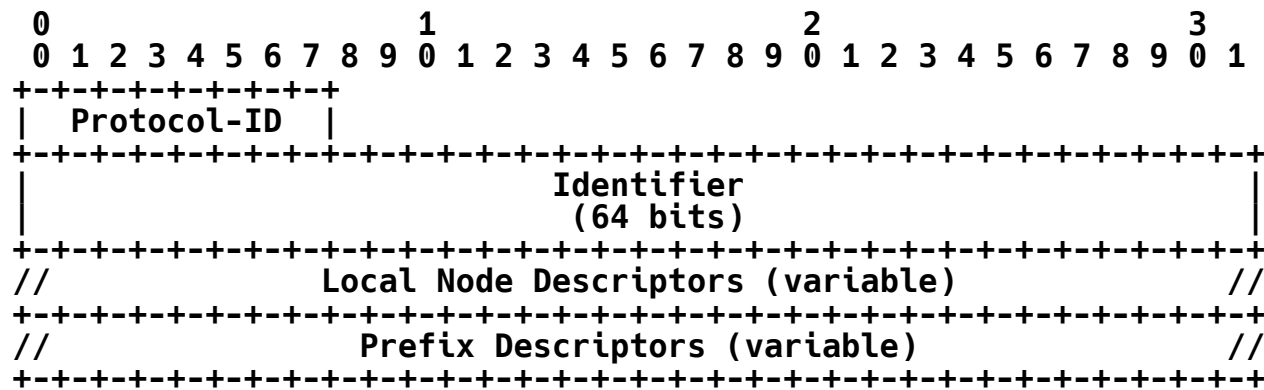 0                   1                   2                   3
 0 1 2 3 4 5 6 7 8 9 0 1 2 3 4 5 6 7 8 9 0 1 2 3 4 5 6 7 8 9 0 1
+-+-+-+-+-+-+-+-+
|  Protocol-ID  |
+-+-+-+-+-+-+-+-+-+-+-+-+-+-+-+-+-+-+-+-+-+-+-+-+-+-+-+-+-+-+-+-+
|                           Identifier                          |
|                            (64 bits)                          |
+-+-+-+-+-+-+-+-+-+-+-+-+-+-+-+-+-+-+-+-+-+-+-+-+-+-+-+-+-+-+-+-+
//              Local Node Descriptors (variable)              //
+-+-+-+-+-+-+-+-+-+-+-+-+-+-+-+-+-+-+-+-+-+-+-+-+-+-+-+-+-+-+-+-+
//                Prefix Descriptors (variable)                //
+-+-+-+-+-+-+-+-+-+-+-+-+-+-+-+-+-+-+-+-+-+-+-+-+-+-+-+-+-+-+-+-+